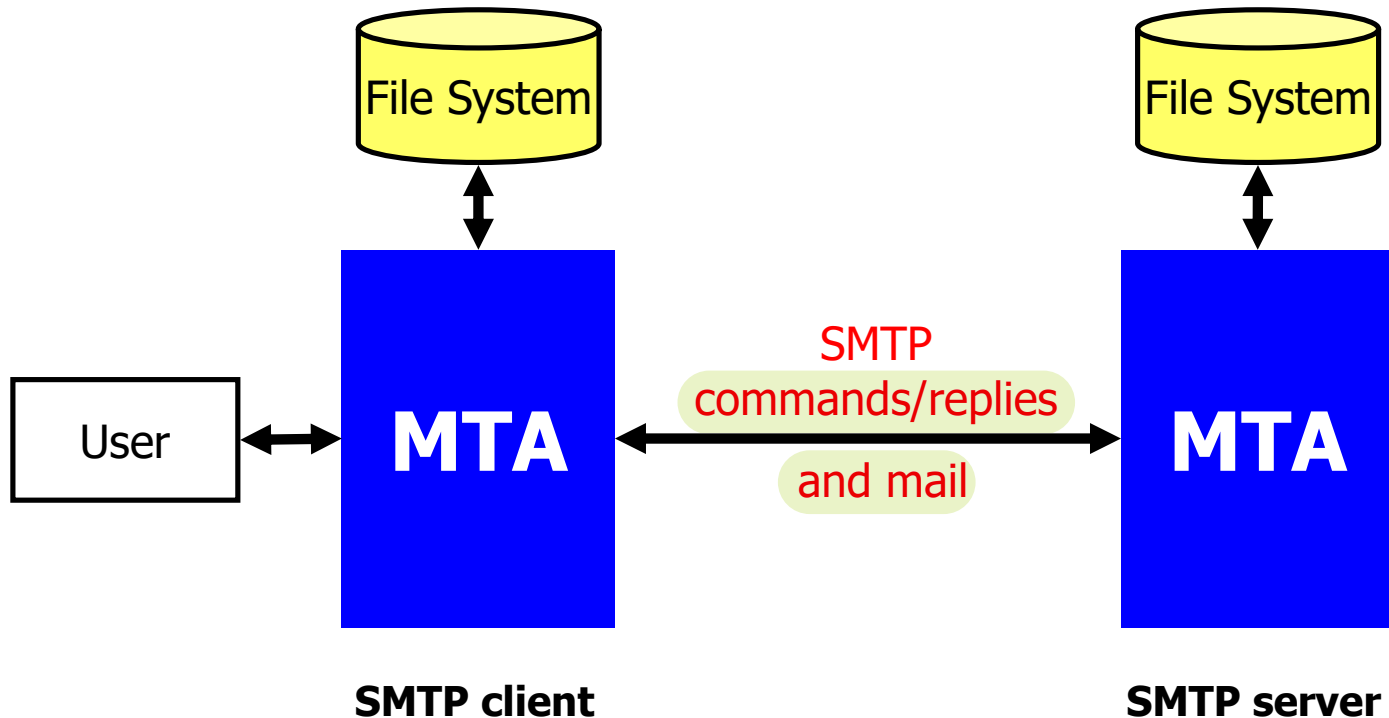 File System
File System
SMTP
commands/replies
User
MTA
MTA
and mail
SMTP client
SMTP server